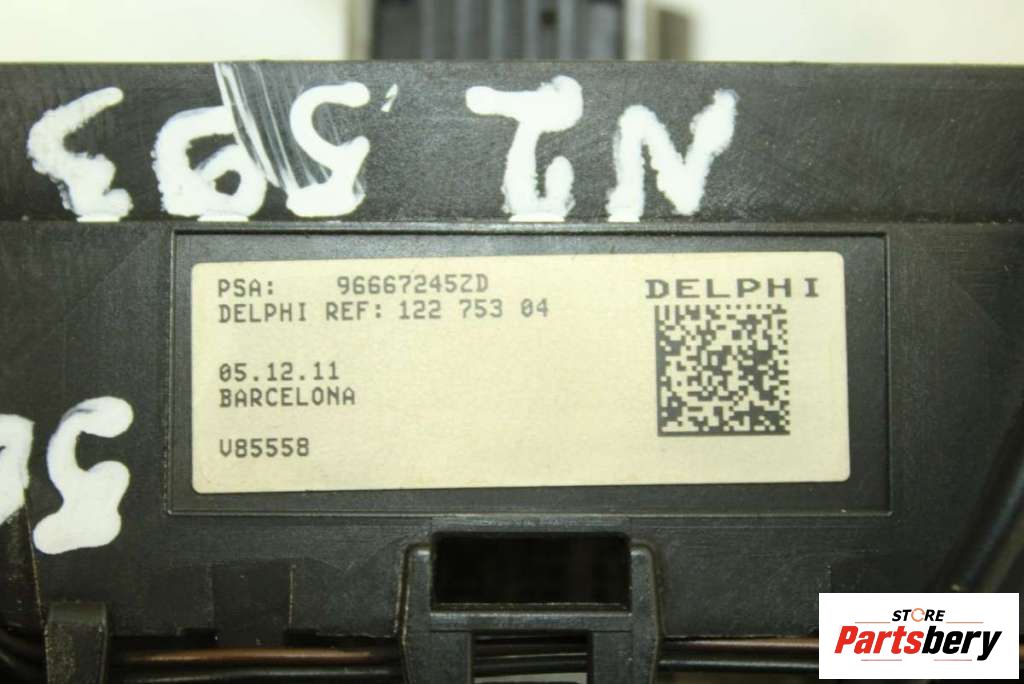 PSA: 96667245ZD
DELPHI
DELPHI REF: 122 753 04
05.12.11
BARCELONA
V85558
STORE
Partsbery